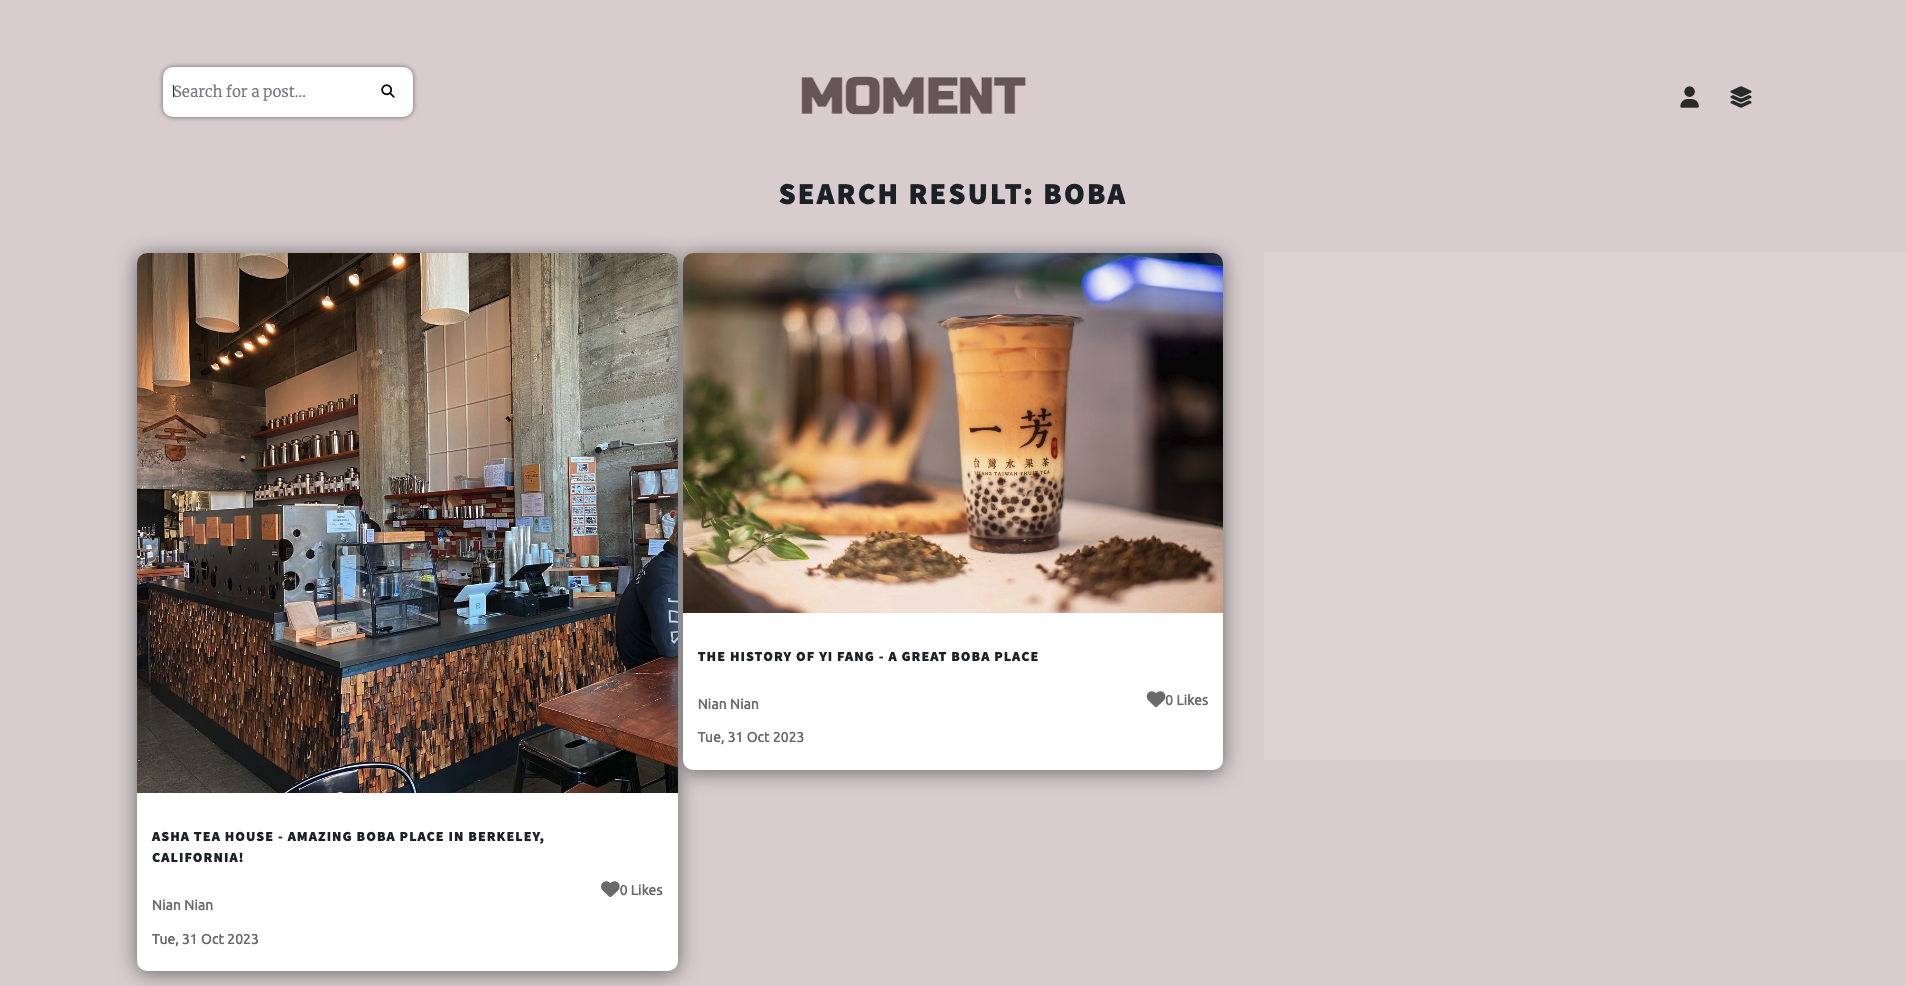 Search for a post...
MOMENT
SEARCH RESULT: BOBA
一芳
台灣水果茶
ASHA TEA HOUSE - AMAZING BOBA PLACE IN BERKELEY,
CALIFORNIA!
0 Likes
Nian Nian
Tue, 31 Oct 2023
THE HISTORY OF YI FANG - A GREAT BOBA PLACE
Nian Nian
0 Likes
Tue, 31 Oct 2023